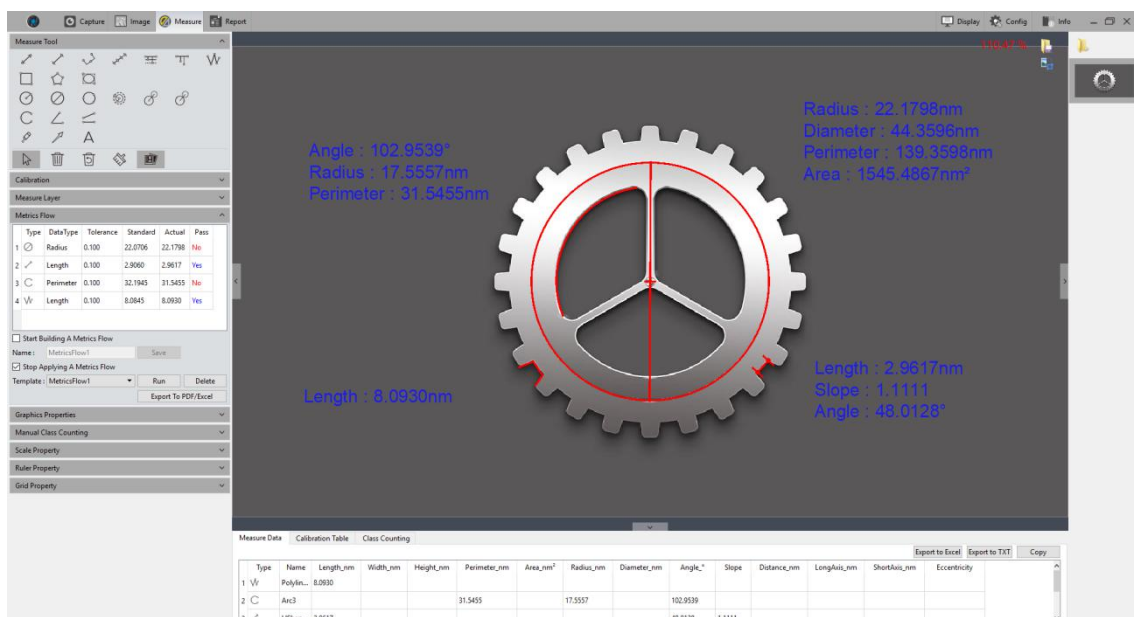 Capture Image Measure Report Display Config Info
Measure Tool
A
Calibration
Measure Layer
Metrics Flow
Type DataType Tolerance Standard Actual Pass
1 Radius 0.100 22.0706 22.1798 No
2 Length 0.100 2.9060 2.9617 Yes
3 Perimeter 0.100 32.1945 31.5455 No
4 Length 0.100 8.0845 8.0930 Yes
Start Building A Metrics Flow
Name: MetricsFlow1 Save
Stop Applying A Metrics Flow
Template: MetricsFlow1 Run Delete
Export To PDF/Excel
Graphics Properties
Manual Class Counting
Scale Property
Ruler Property
Grid Property
Angle : 102.9539°
Radius : 17.5557nm
Perimeter : 31.5455nm
Radius : 22.1798nm
Diameter : 44.3596nm
Perimeter : 139.3598nm
Area : 1545.4867nm²
Length : 8.0930nm
Length : 2.9617nm
Slope : 1.1111
Angle : 48.0128°
Measure Data Calibration Table Class Counting
Export to Excel Export to TXT Copy
Type Name Length_nm Width_nm Height_nm Perimeter_nm Area_nm² Radius_nm Diameter_nm Angle_° Slope Distance_nm LongAxis_nm ShortAxis_nm Eccentricity
1 Polylin... 8.0930
2 Arc3 31.5455 17.5557 102.9539